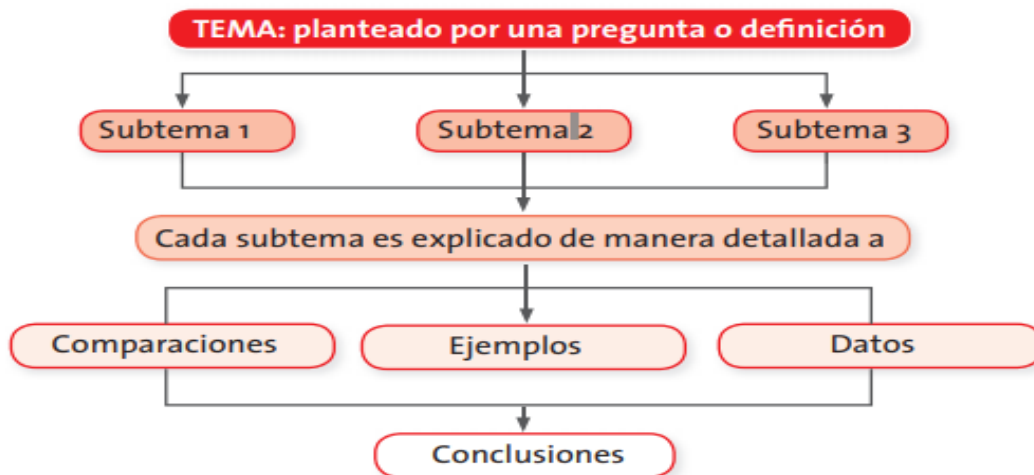 TEMA: planteado por una pregunta o definición
Subtema 1
Subtema 2
Subtema 3
Cada subtema es explicado de manera detallada a
Comparaciones
Ejemplos
Datos
Conclusiones